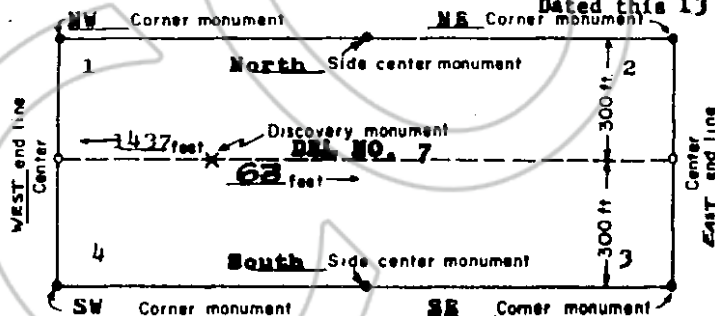 Dated this 13
NW Corner monument NE Corner monument
1 North Side center monument 2
300 ft
1437 feet Discovery monument
DEL NO. 7
WEST end line Center
Center EAST end line
62 feet
300 ft
4 South Side center monument 3
SW Corner monument SE Corner monument